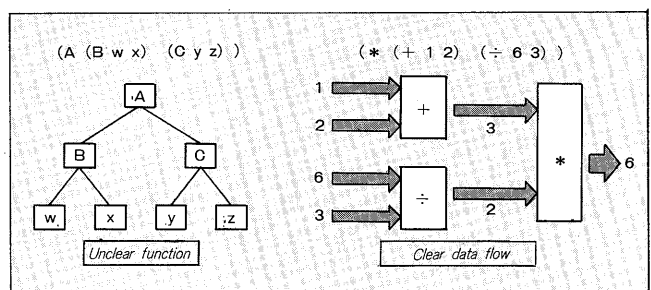 (A (B w x) (C y z))
A
B C
w x y z
Unclear function
(* (+ 1 2) (÷ 6 3))
1
2
+
3
6
3
÷
2
*
6
Clear data flow